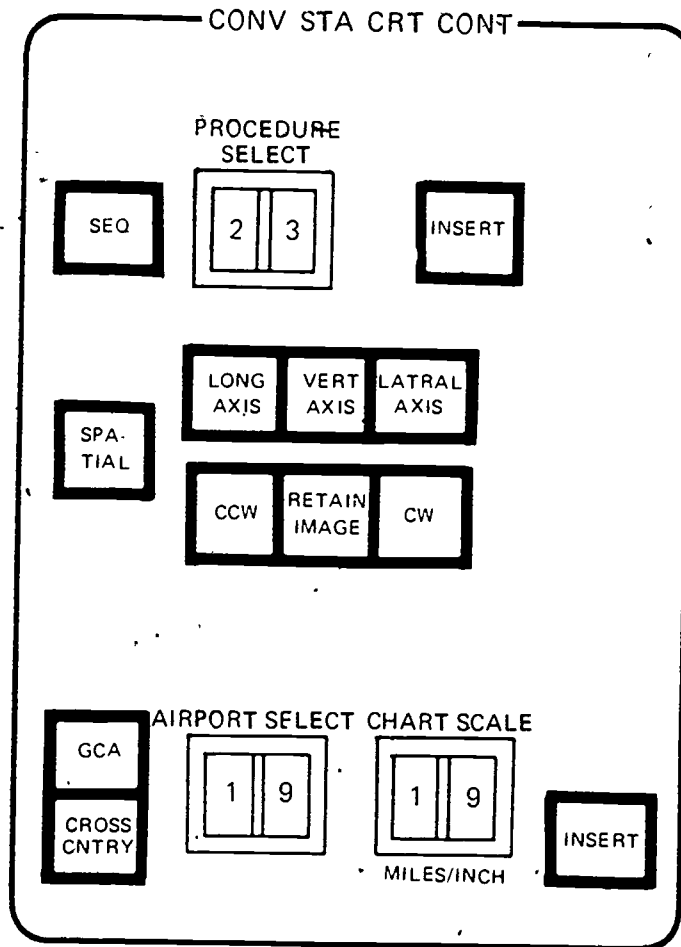 CONV STA CRT CONT
PROCEDURE
SELECT
SEQ
2 3
INSERT
LONG
AXIS
VERT
AXIS
LATRAL
AXIS
SPA-
TIAL
CCW
RETAIN
IMAGE
CW
AIRPORT SELECT
CHART SCALE
GCA
1 9
1 9
CROSS
CNTRY
INSERT
MILES/INCH